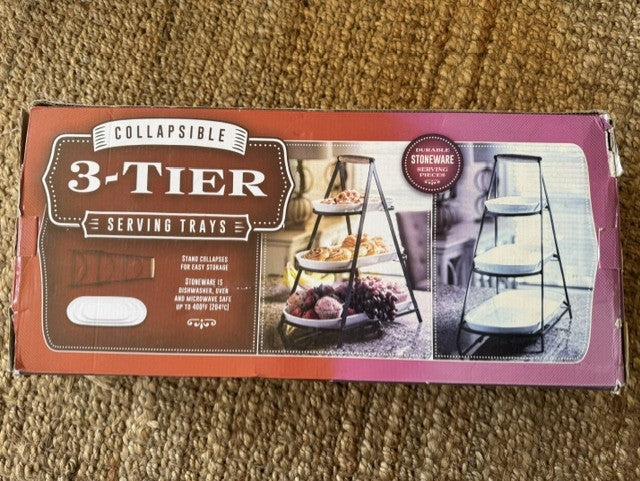 COLLAPSIBLE
3-TIER
SERVING TRAYS
STAND COLLAPSES
FOR EASY STORAGE
STONEWARE IS
DISHWASHER, OVEN
AND MICROWAVE SAFE
UP TO 400°F (204°C)
DURABLE
STONEWARE
SERVING
PIECES